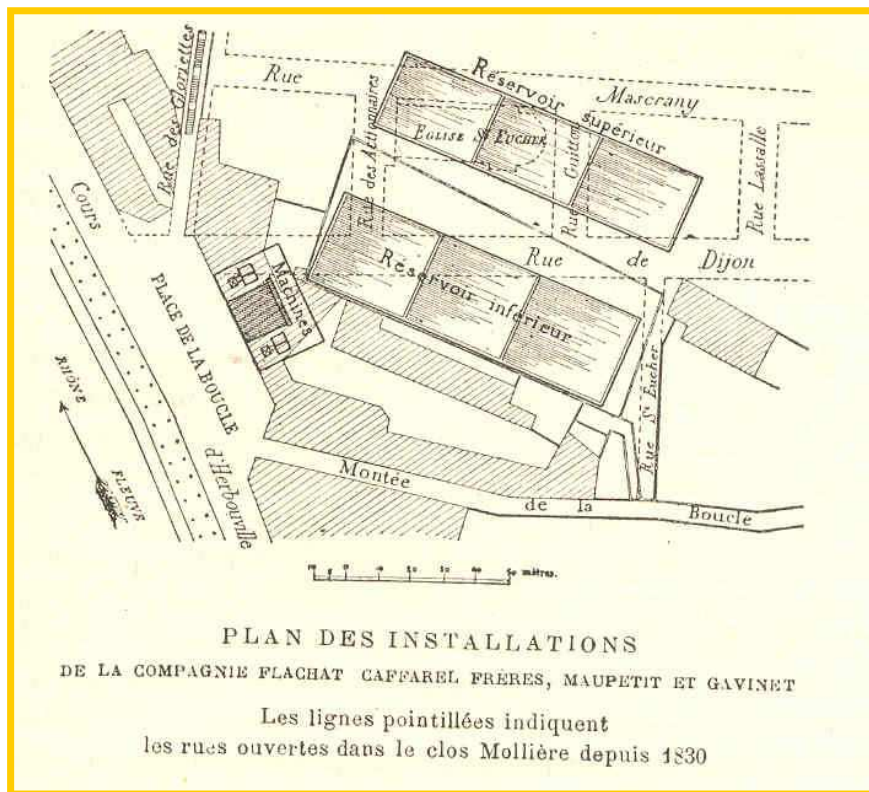 Rue des Glorielles
Rue
Réservoir supérieur
Mascrany
Rue des Actionnaires
EGLISE St EUCHER
Rue Guitton
Rue Lassalle
Cours
d'Herbouville
PLACE DE LA BOUCLE
Machines
Réservoir inférieur
Rue de Dijon
RHÔNE
FLEUVE
Rue St Eucher
Montée
de la
Boucle
50 mètres.
PLAN DES INSTALLATIONS
DE LA COMPAGNIE FLACHAT CAFFAREL FRÈRES, MAUPETIT ET GAVINET
Les lignes pointillées indiquent
les rues ouvertes dans le clos Mollière depuis 1830